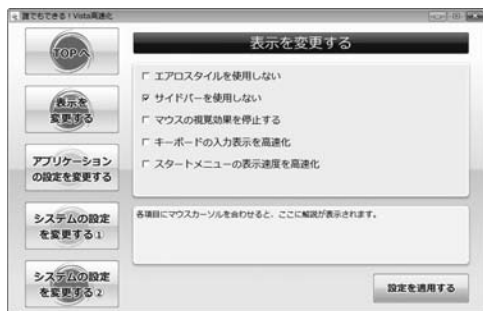 誰でもできる！Vista高速化
TOPへ
表示を
変更する
アプリケーション
の設定を変更する
システムの設定
を変更する①
システムの設定
を変更する②
表示を変更する
エアロスタイルを使用しない
サイドバーを使用しない
マウスの視覚効果を停止する
キーボードの入力表示を高速化
スタートメニューの表示速度を高速化
各項目にマウスカーソルを合わせると、ここに解説が表示されます。
設定を適用する